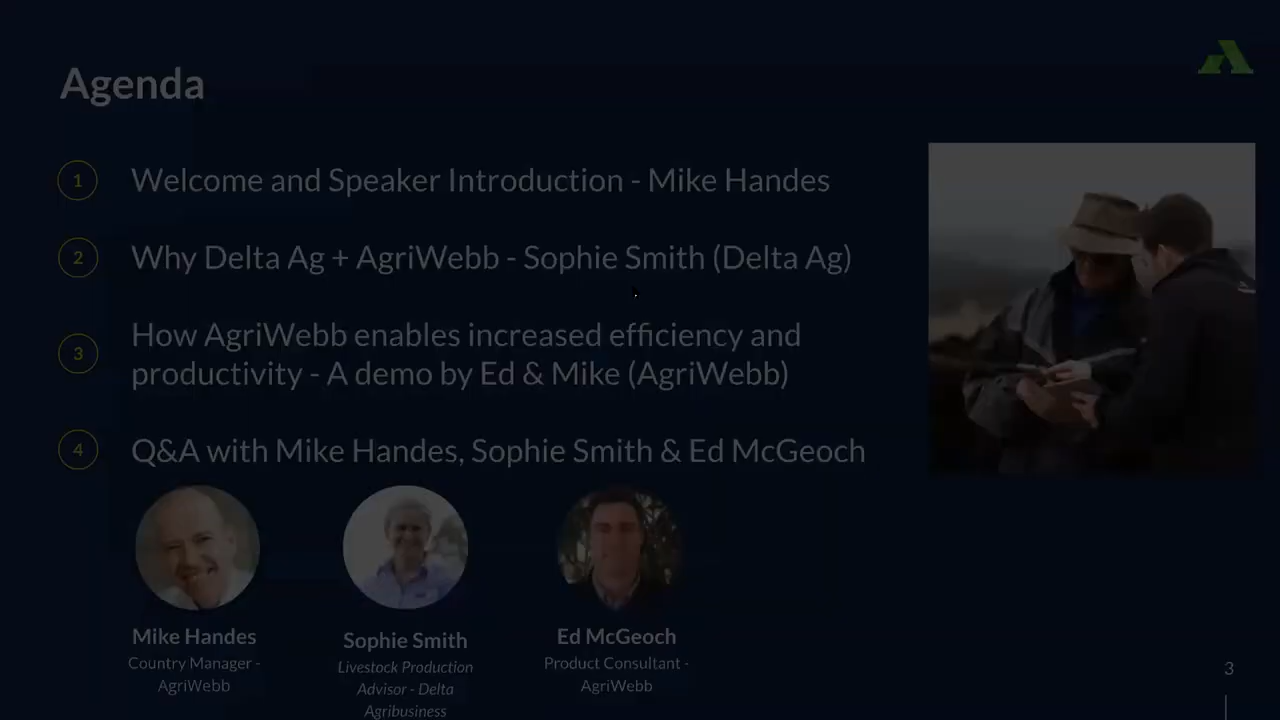 Agenda
1 Welcome and Speaker Introduction - Mike Handes
2 Why Delta Ag + AgriWebb - Sophie Smith (Delta Ag)
3 How AgriWebb enables increased efficiency and
productivity - A demo by Ed & Mike (AgriWebb)
4 Q&A with Mike Handes, Sophie Smith & Ed McGeoch
Mike Handes
Country Manager -
AgriWebb
Sophie Smith
Livestock Production
Advisor - Delta
Agribusiness
Ed McGeoch
Product Consultant -
AgriWebb
3